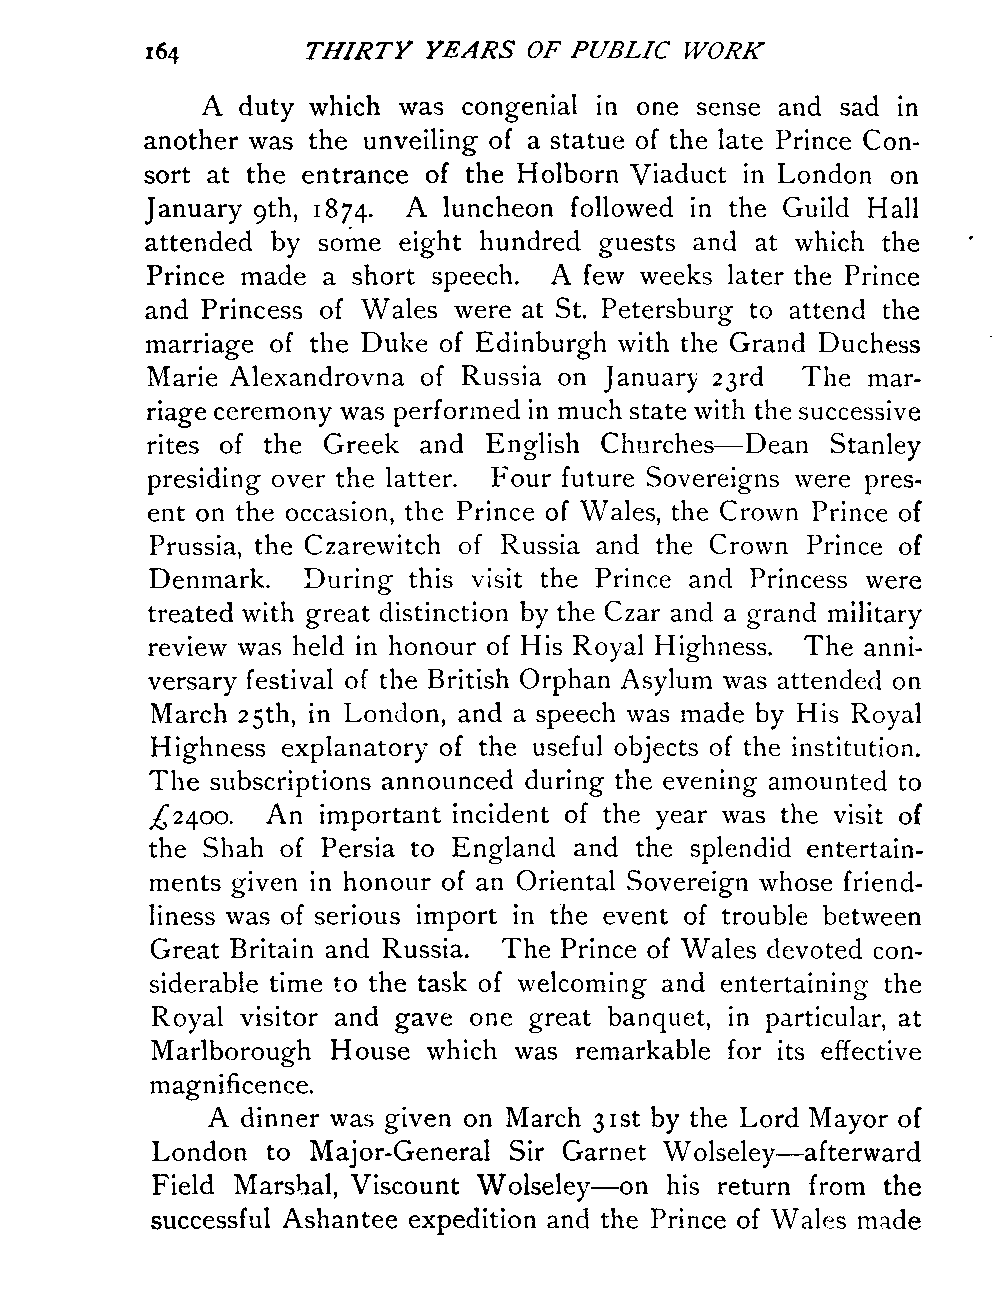 164 THIRTY YEARS OF PUBLIC WORK
A duty which was congenial in one sense and sad in
another was the unveiling of a statue of the late Prince Con-
sort at the entrance of the Holborn Viaduct in London on
January 9th, 1874. A luncheon followed in the Guild Hall
attended by some eight hundred guests and at which the
Prince made a short speech. A few weeks later the Prince
and Princess of Wales were at St. Petersburg to attend the
marriage of the Duke of Edinburgh with the Grand Duchess
Marie Alexandrovna of Russia on January 23rd The mar-
riage ceremony was performed in much state with the successive
rites of the Greek and English Churches—Dean Stanley
presiding over the latter. Four future Sovereigns were pres-
ent on the occasion, the Prince of Wales, the Crown Prince of
Prussia, the Czarewitch of Russia and the Crown Prince of
Denmark. During this visit the Prince and Princess were
treated with great distinction by the Czar and a grand military
review was held in honour of His Royal Highness. The anni-
versary festival of the British Orphan Asylum was attended on
March 25th, in London, and a speech was made by His Royal
Highness explanatory of the useful objects of the institution.
The subscriptions announced during the evening amounted to
£2400. An important incident of the year was the visit of
the Shah of Persia to England and the splendid entertain-
ments given in honour of an Oriental Sovereign whose friend-
liness was of serious import in the event of trouble between
Great Britain and Russia. The Prince of Wales devoted con-
siderable time to the task of welcoming and entertaining the
Royal visitor and gave one great banquet, in particular, at
Marlborough House which was remarkable for its effective
magnificence.
A dinner was given on March 31st by the Lord Mayor of
London to Major-General Sir Garnet Wolseley—afterward
Field Marshal, Viscount Wolseley—on his return from the
successful Ashantee expedition and the Prince of Wales made